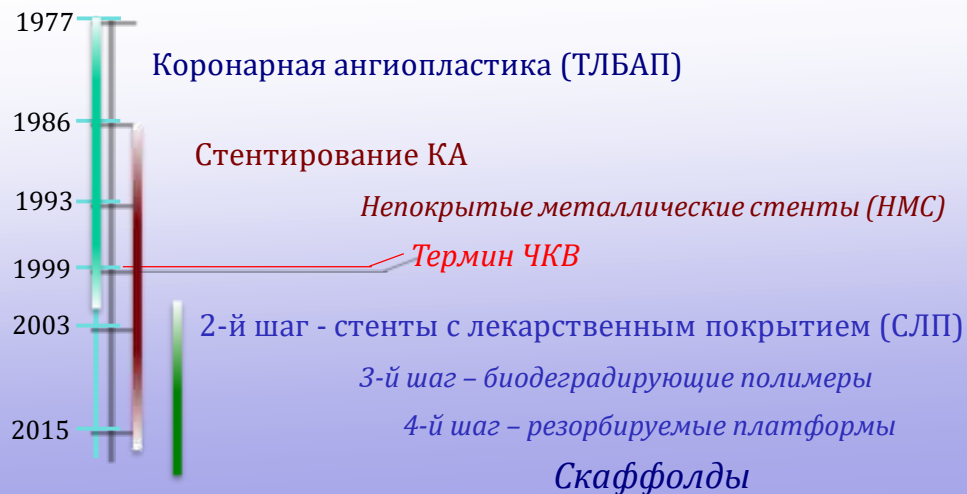 1977
Коронарная ангиопластика (ТЛБАП)
1986
Стентирование КА
1993
Непокрытые металлические стенты (НМС)
Термин ЧКВ
1999
2003
2-й шаг - стенты с лекарственным покрытием (СЛП)
3-й шаг – биодеградирующие полимеры
4-й шаг – резорбируемые платформы
2015
Скаффолды